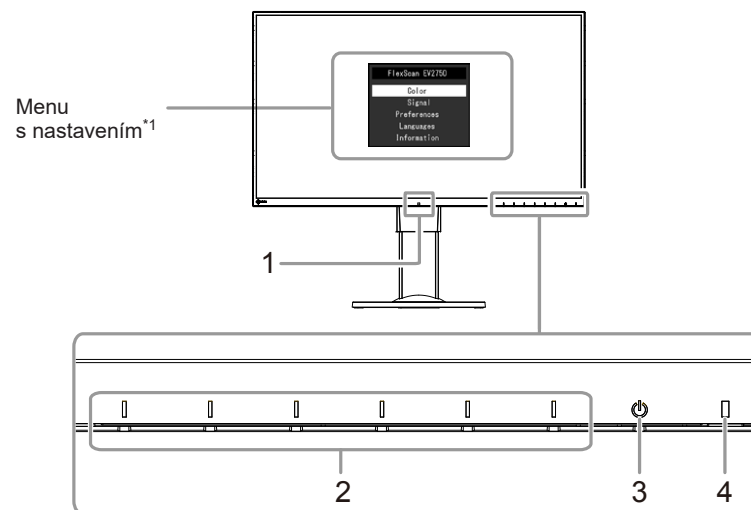 FlexScan EV2750
Color
Signal
Preferences
Languages
Information
Menu
s nastavením*1
1
2
3
4